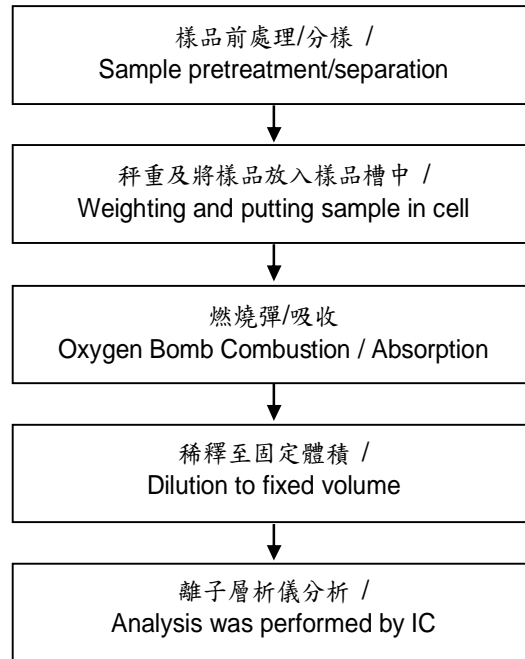 樣品前處理/分樣 /
Sample pretreatment/separation
秤重及將樣品放入樣品槽中 /
Weighting and putting sample in cell
燃燒彈/吸收
Oxygen Bomb Combustion / Absorption
稀釋至固定體積 /
Dilution to fixed volume
離子層析儀分析 /
Analysis was performed by IC